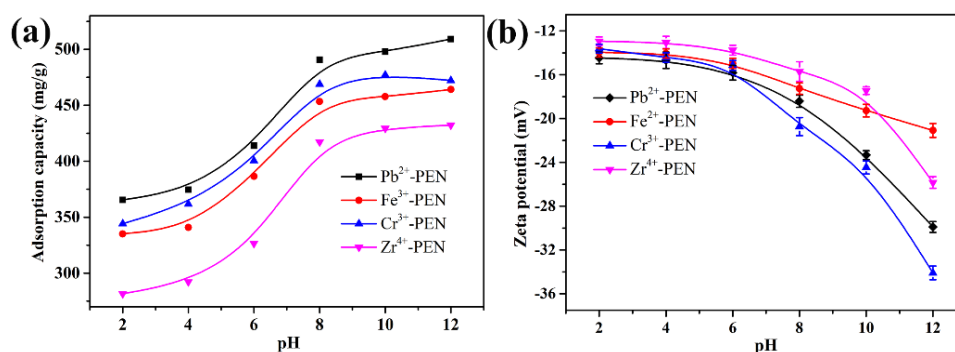 (a)
Adsorption capacity (mg/g)
500
450
400
350
300
Pb²⁺-PEN
Fe³⁺-PEN
Cr³⁺-PEN
Zr⁴⁺-PEN
2 4 6 8 10 12
pH
(b)
Zeta potential (mV)
-12
-16
-20
-24
-28
-32
-36
Pb²⁺-PEN
Fe²⁺-PEN
Cr³⁺-PEN
Zr⁴⁺-PEN
2 4 6 8 10 12
pH